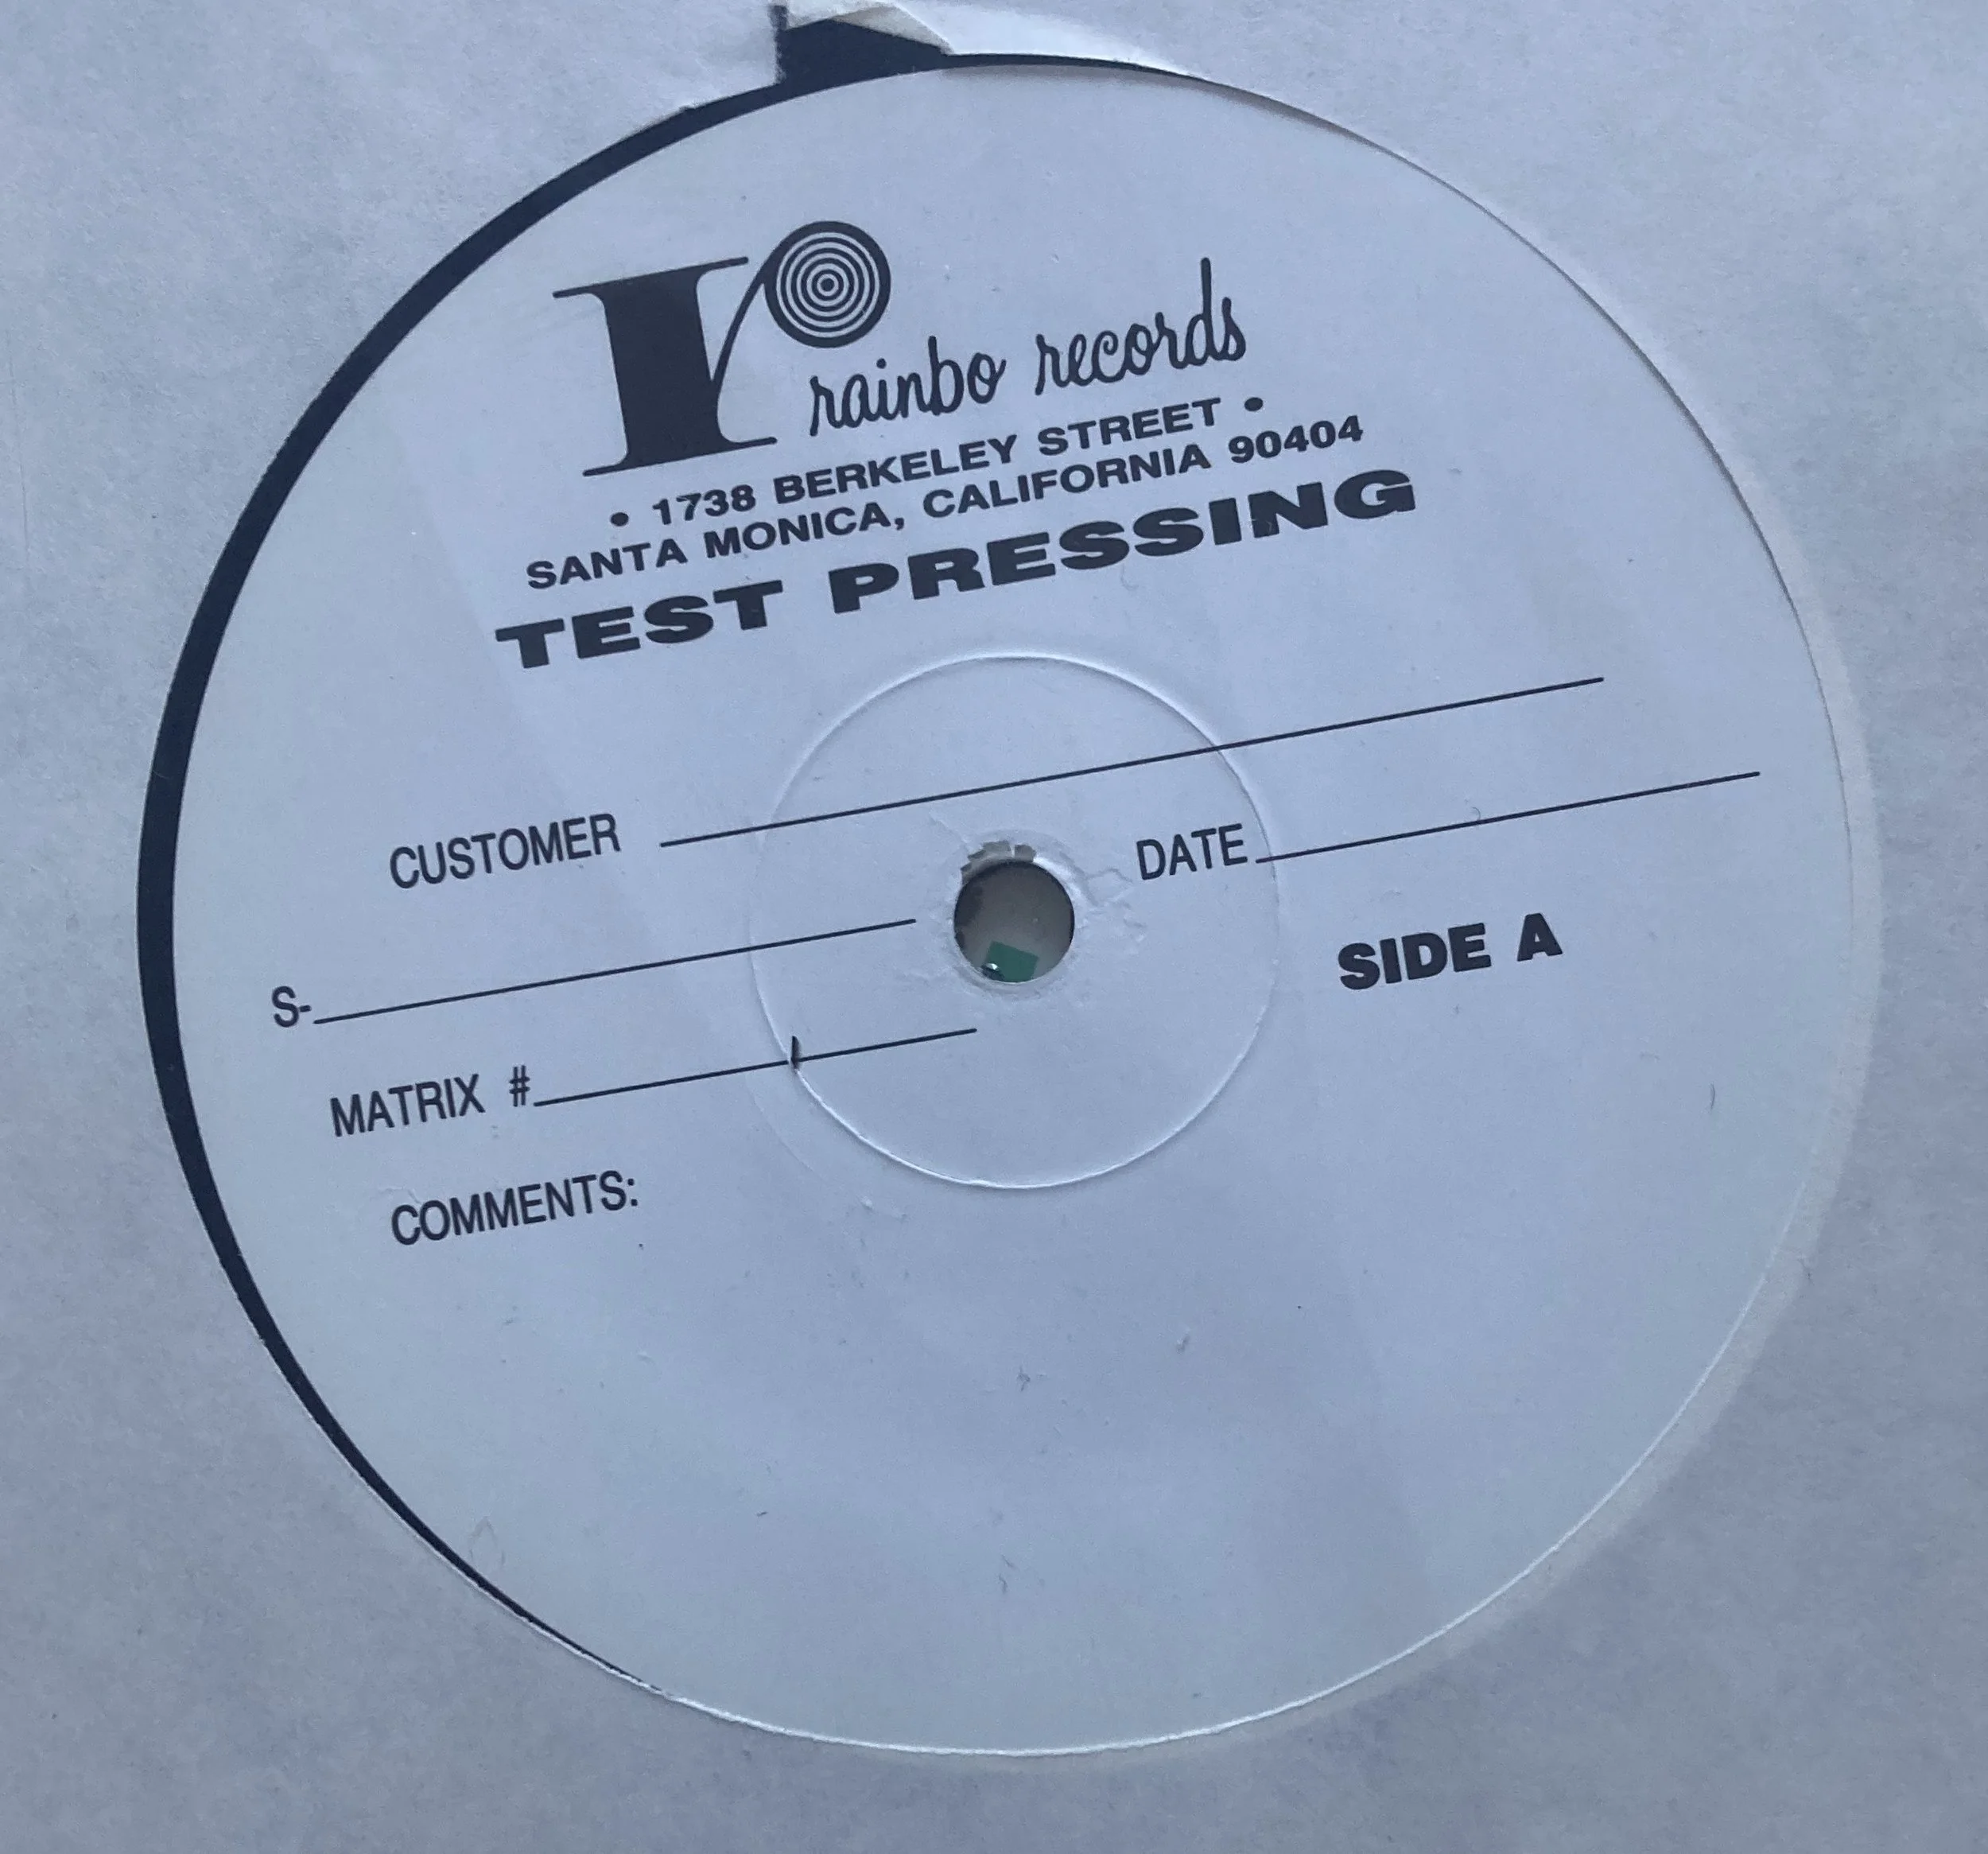 r rainbo records
• 1738 BERKELEY STREET •
SANTA MONICA, CALIFORNIA 90404
TEST PRESSING
CUSTOMER
DATE
S-
SIDE A
MATRIX #
COMMENTS: